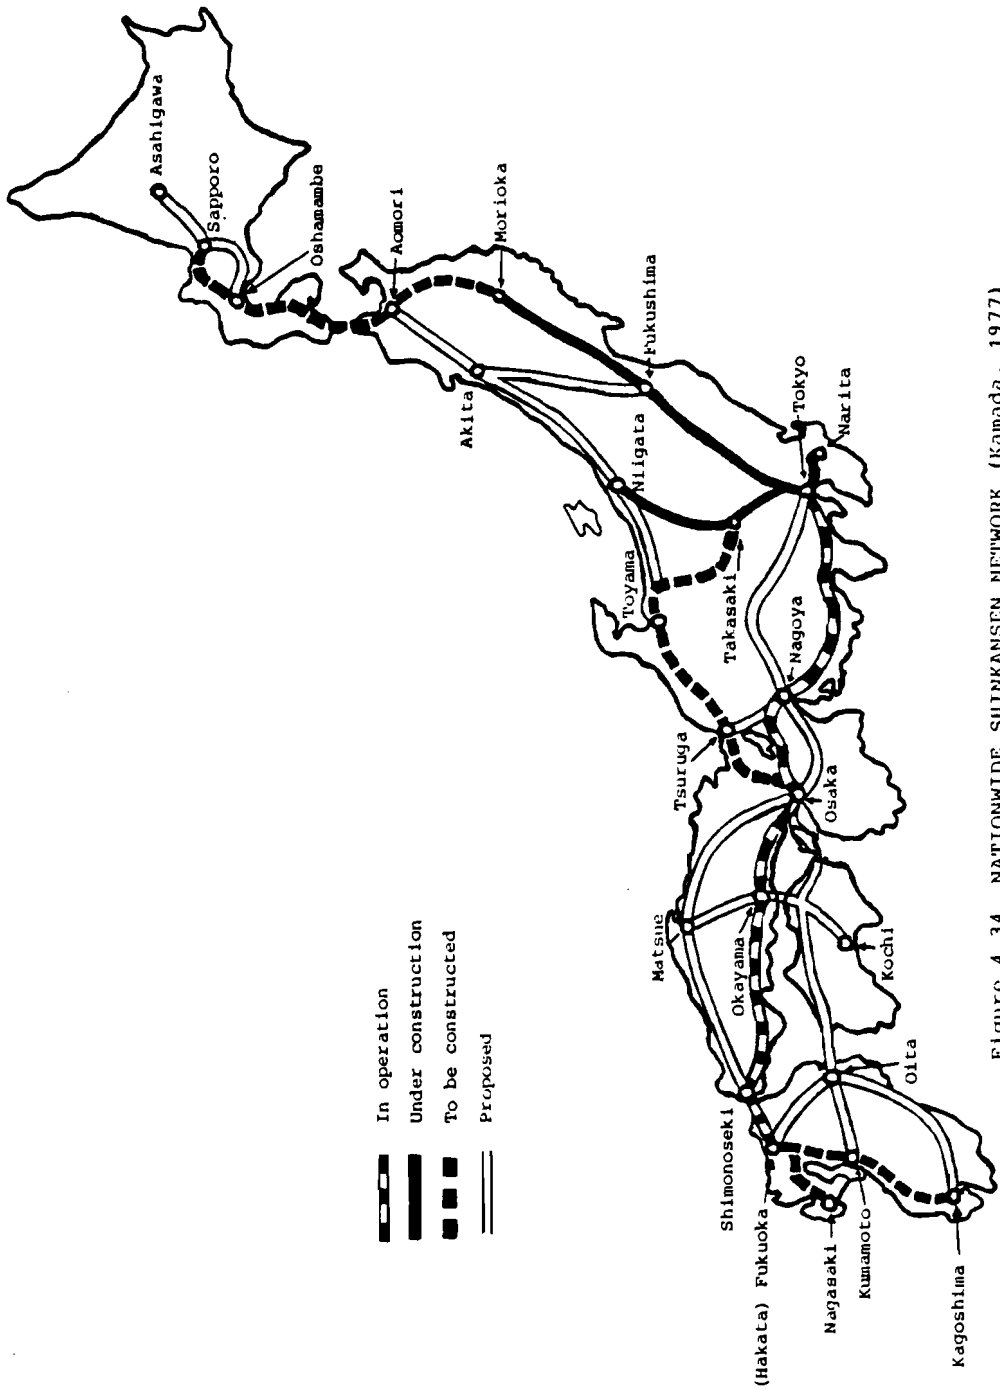 Asahigawa
Sapporo
Oshamambe
Aomori
Morioka
Akita
Fukushima
Niigata
Tokyo
Narita
Toyama
Takasaki
Nagoya
Tsuruga
Osaka
Matsue
Okayama
Kochi
Shimonoseki
Oita
(Hakata) Fukuoka
Nagasaki
Kumamoto
Kagoshima
In operation
Under construction
To be constructed
Proposed
Figure 4.34 NATIONWIDE SHINKANSEN NETWORK (Kamada, 1977)